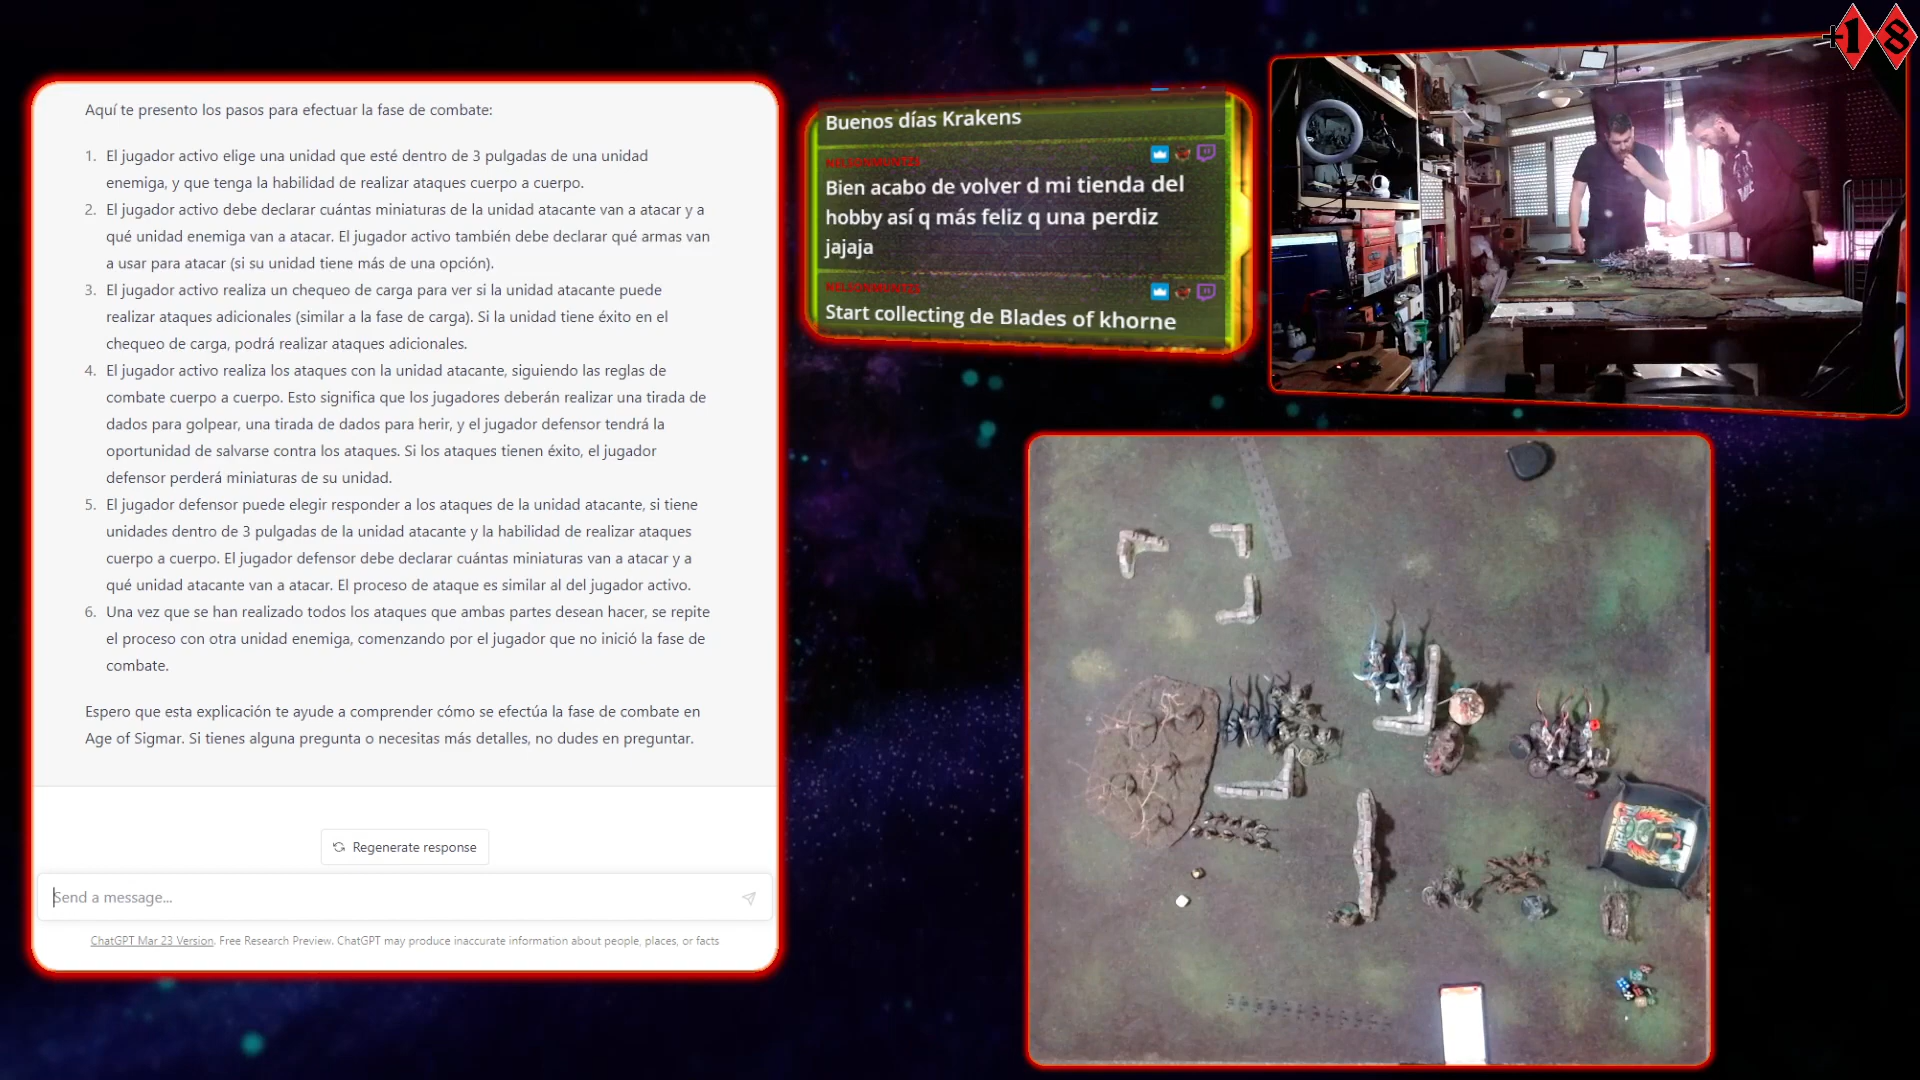 Aquí te presento los pasos para efectuar la fase de combate:
1. El jugador activo elige una unidad que esté dentro de 3 pulgadas de una unidad
enemiga, y que tenga la habilidad de realizar ataques cuerpo a cuerpo.
2. El jugador activo debe declarar cuántas miniaturas de la unidad atacante van a atacar y a
qué unidad enemiga van a atacar. El jugador activo también debe declarar qué armas van
a usar para atacar (si su unidad tiene más de una opción).
3. El jugador activo realiza un chequeo de carga para ver si la unidad atacante puede
realizar ataques adicionales (similar a la fase de carga). Si la unidad tiene éxito en el
chequeo de carga, podrá realizar ataques adicionales.
4. El jugador activo realiza los ataques con la unidad atacante, siguiendo las reglas de
combate cuerpo a cuerpo. Esto significa que los jugadores deberán realizar una tirada de
dados para golpear, una tirada de dados para herir, y el jugador defensor tendrá la
oportunidad de salvarse contra los ataques. Si los ataques tienen éxito, el jugador
defensor perderá miniaturas de su unidad.
5. El jugador defensor puede elegir responder a los ataques de la unidad atacante, si tiene
unidades dentro de 3 pulgadas de la unidad atacante y la habilidad de realizar ataques
cuerpo a cuerpo. El jugador defensor debe declarar cuántas miniaturas van a atacar y a
qué unidad atacante van a atacar. El proceso de ataque es similar al del jugador activo.
6. Una vez que se han realizado todos los ataques que ambas partes desean hacer, se repite
el proceso con otra unidad enemiga, comenzando por el jugador que no inició la fase de
combate.
Espero que esta explicación te ayude a comprender cómo se efectúa la fase de combate en
Age of Sigmar. Si tienes alguna pregunta o necesitas más detalles, no dudes en preguntar.
Regenerate response
Send a message...
ChatGPT Mar 23 Version. Free Research Preview. ChatGPT may produce inaccurate information about people, places, or facts
Buenos días Krakens
Bien acabo de volver d mi tienda del
hobby así q más feliz q una perdiz
jajaja
Start collecting de Blades of khorne
+18